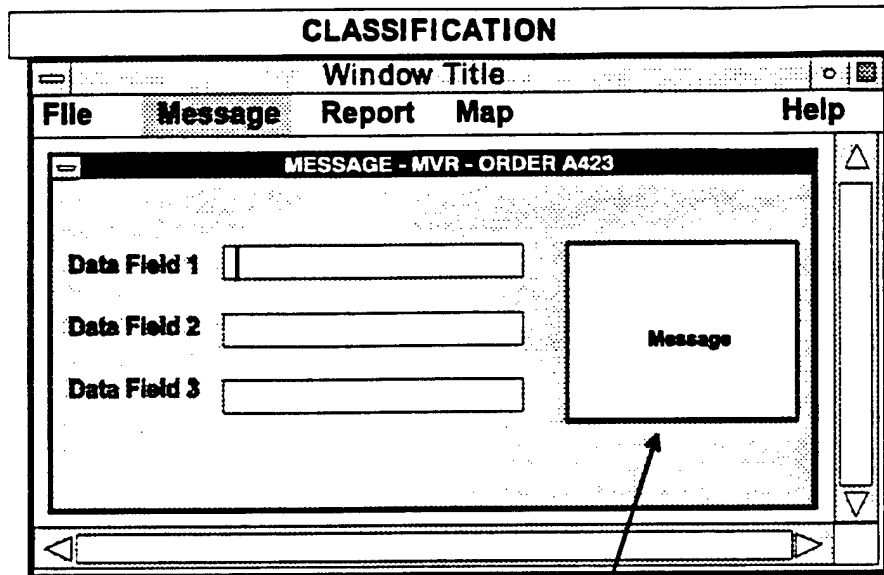 CLASSIFICATION
Window Title
File Message Report Map Help
MESSAGE - MVR - ORDER A423
Data Field 1
Data Field 2
Message
Data Field 3